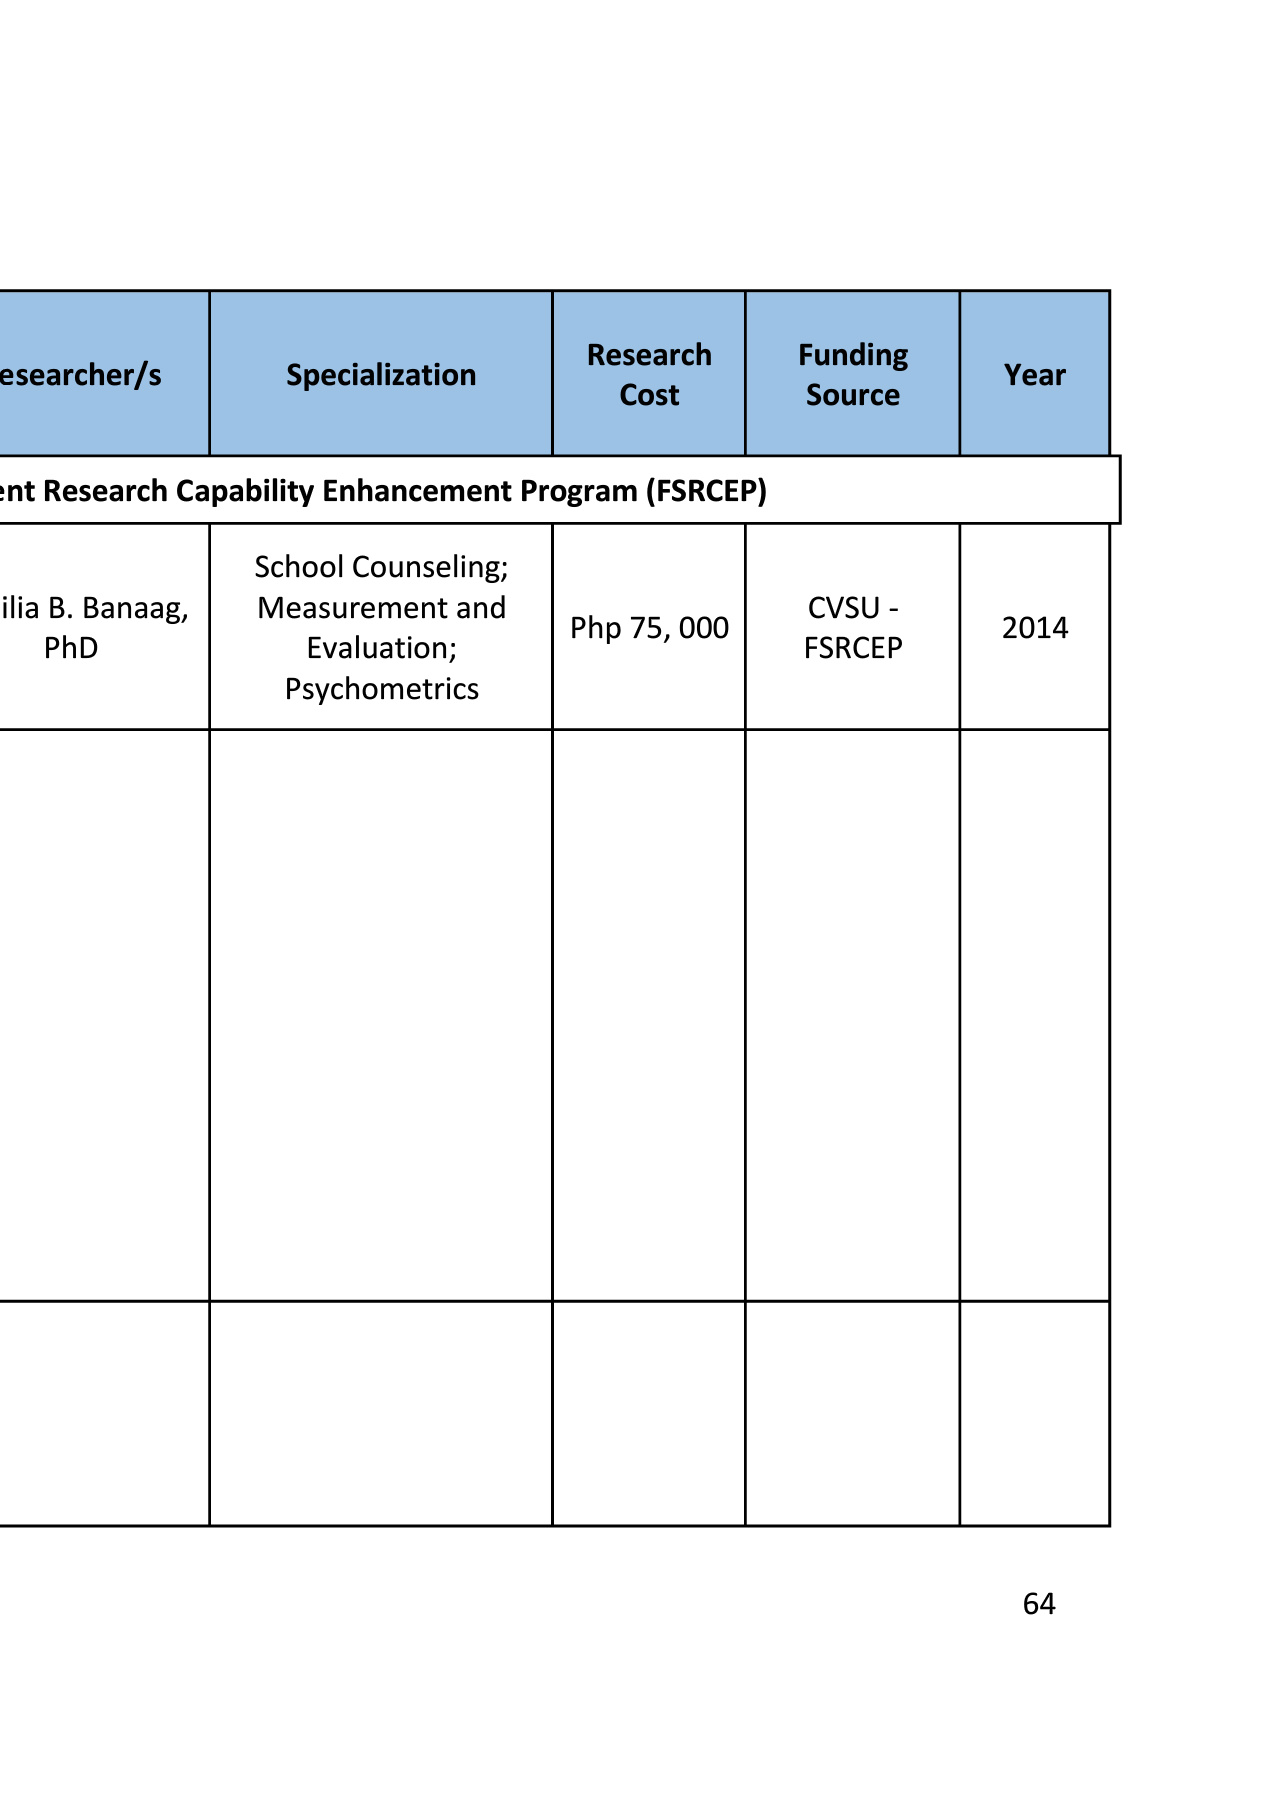 esearcher/s
Specialization
Research
Cost
Funding
Source
Year
ent Research Capability Enhancement Program (FSRCEP)
ilia B. Banaag,
PhD
School Counseling;
Measurement and
Evaluation;
Psychometrics
Php 75, 000
CVSU -
FSRCEP
2014
64